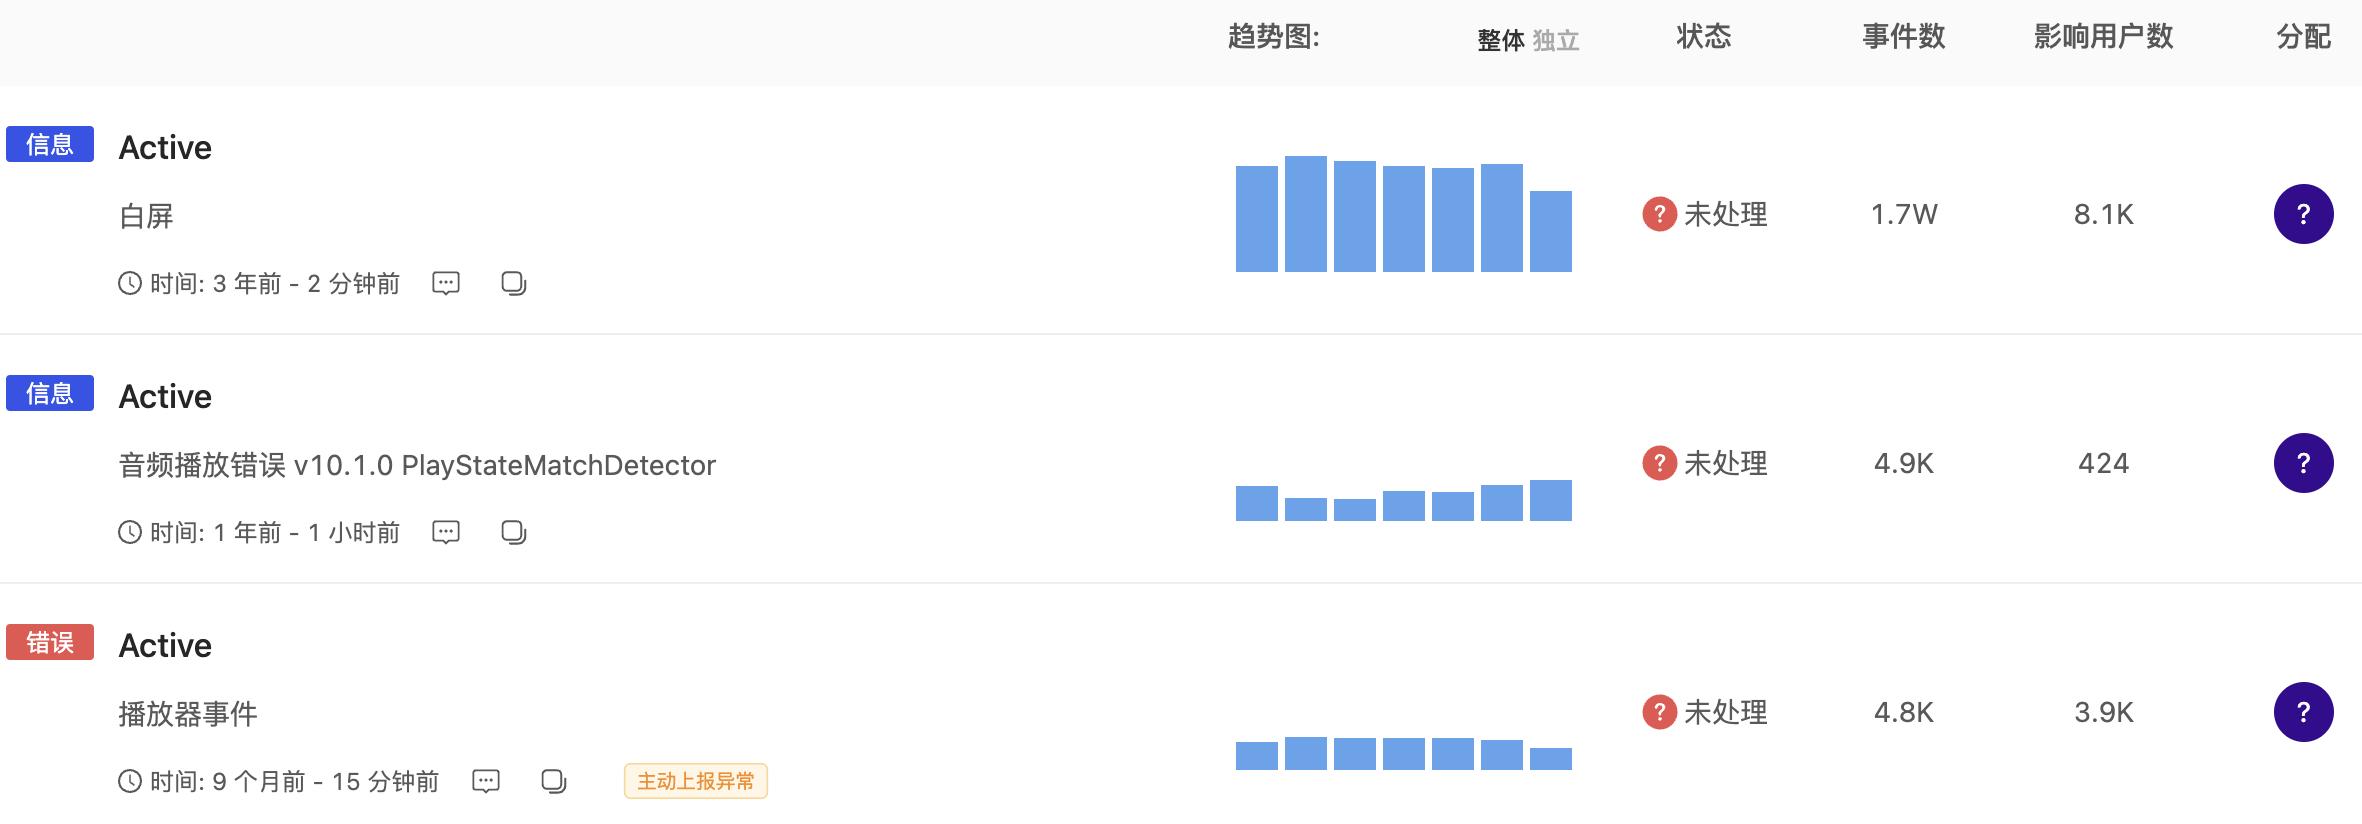 趋势图: 整体 独立 状态 事件数 影响用户数 分配
信息 Active
白屏
未处理 1.7W 8.1K ?
时间: 3 年前 - 2 分钟前
信息 Active
音频播放错误 v10.1.0 PlayStateMatchDetector
未处理 4.9K 424 ?
时间: 1 年前 - 1 小时前
错误 Active
播放器事件
未处理 4.8K 3.9K ?
时间: 9 个月前 - 15 分钟前 主动上报异常